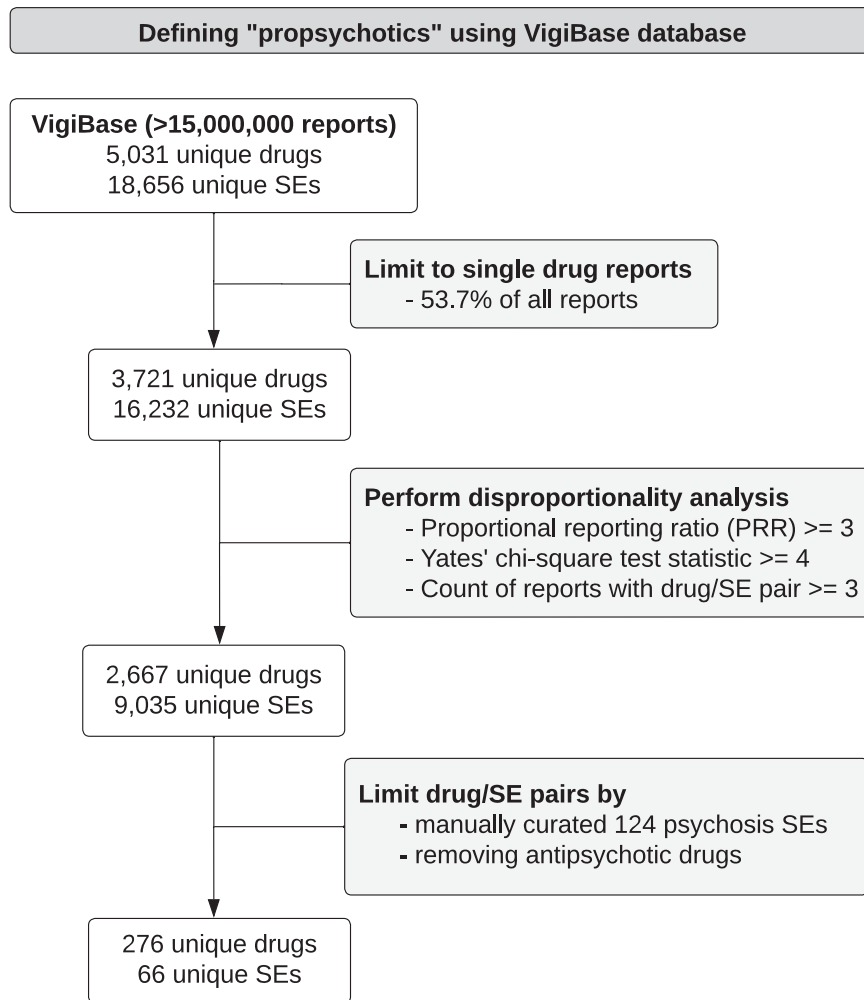 Defining "propsychotics" using VigiBase database
VigiBase (>15,000,000 reports)
5,031 unique drugs
18,656 unique SEs
Limit to single drug reports
- 53.7% of all reports
3,721 unique drugs
16,232 unique SEs
Perform disproportionality analysis
- Proportional reporting ratio (PRR) >= 3
- Yates' chi-square test statistic >= 4
- Count of reports with drug/SE pair >= 3
2,667 unique drugs
9,035 unique SEs
Limit drug/SE pairs by
- manually curated 124 psychosis SEs
- removing antipsychotic drugs
276 unique drugs
66 unique SEs